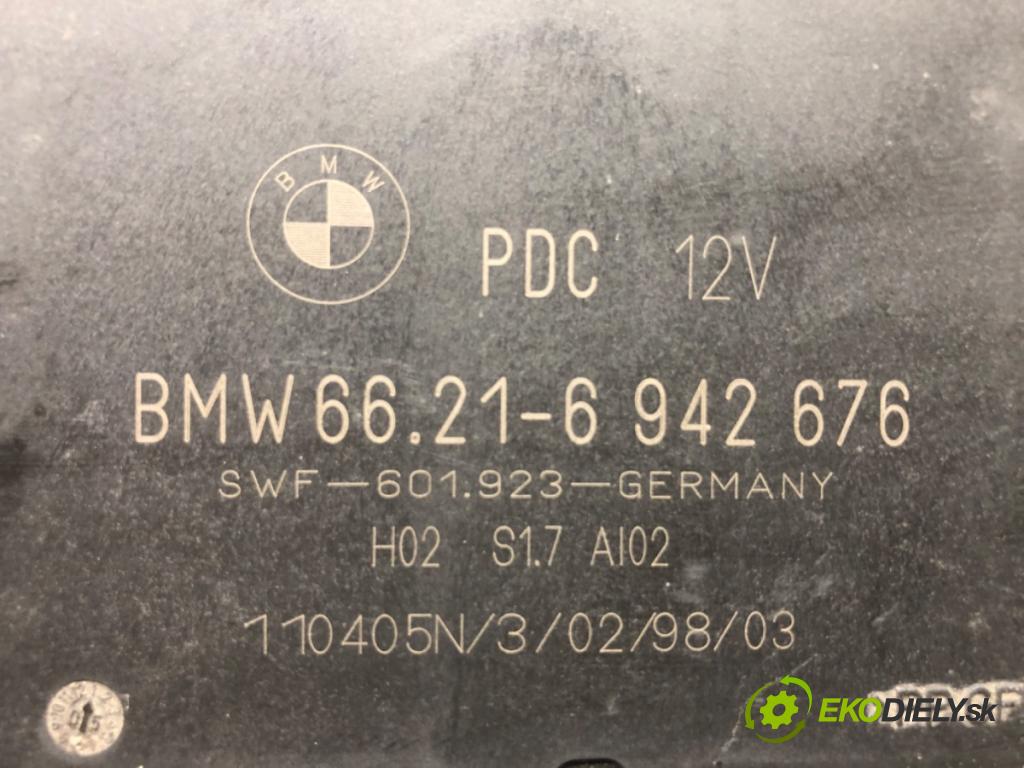 BMW
PDC 12V
BMW 66.21-6 942 676
SWF-601.923-GERMANY
H02 S1.7 AI02
110405N/3/02/98/03
05
EKODIELY.sk